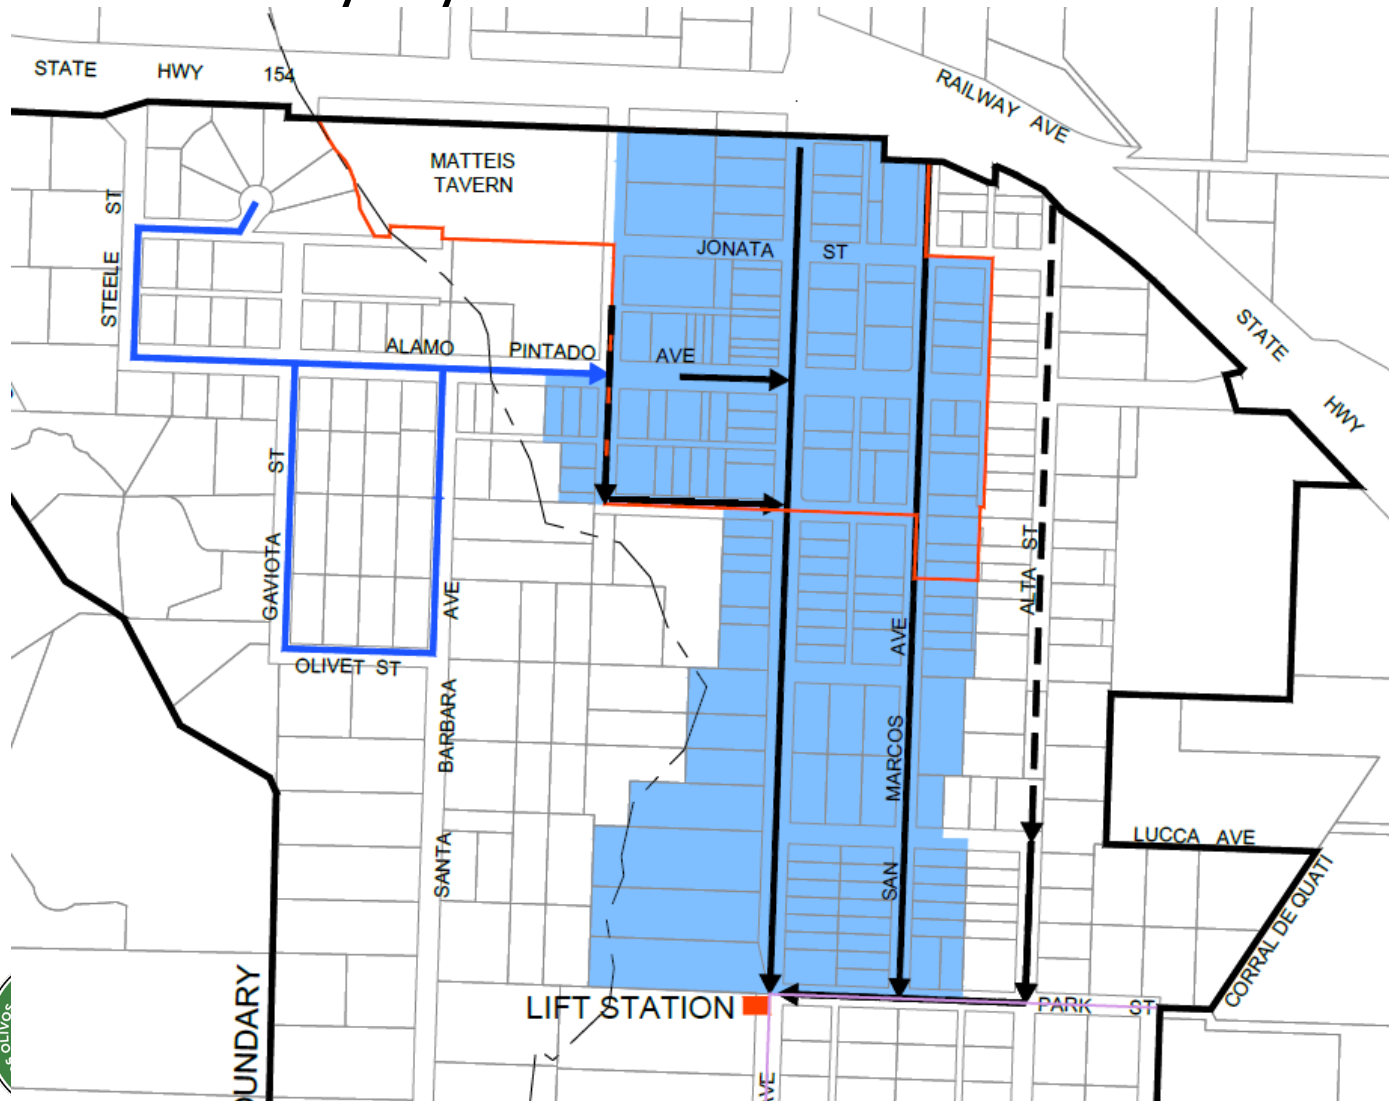 STATE HWY 154
RAILWAY AVE
MATTEIS
TAVERN
STEELE ST
JONATA ST
STATE HWY
ALAMO PINTADO AVE
GAVIOTA ST
ALTA ST
OLIVET ST
SANTA BARBARA AVE
SAN MARCOS AVE
LUCCA AVE
CORRAL DE QUATI
LIFT STATION
PARK ST
UNDARY
AVE
OLIVOS